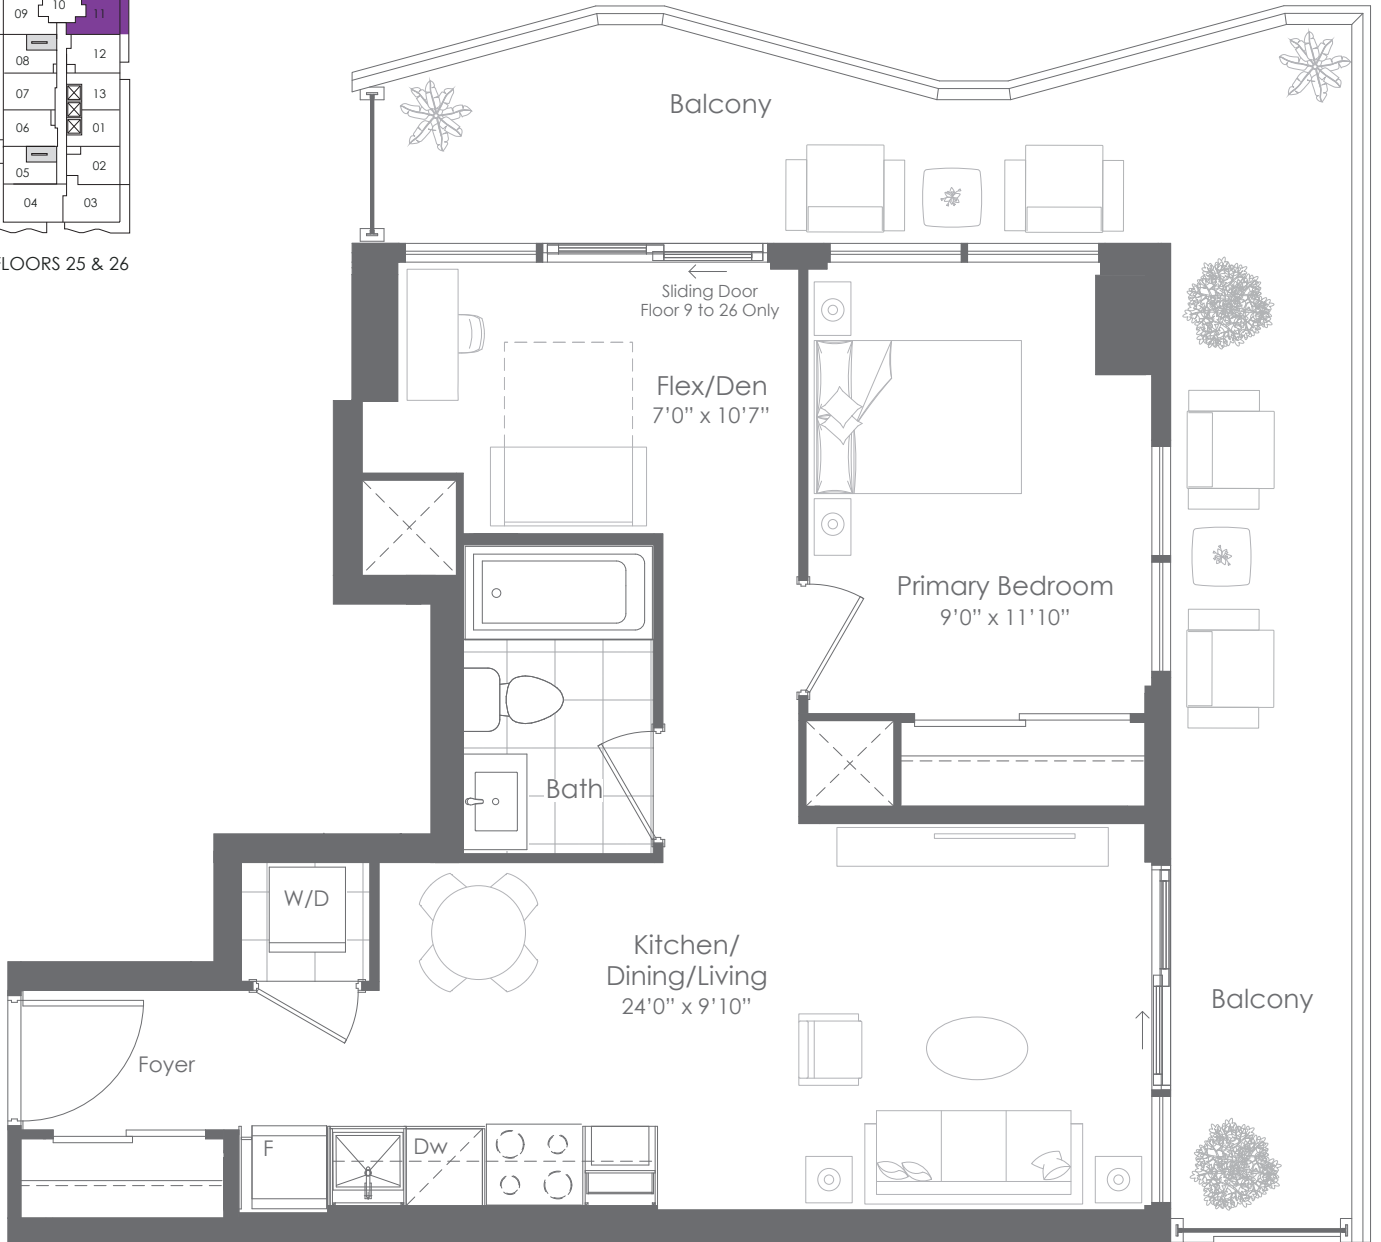 09
10
11
08
12
07
13
06
01
05
02
04
03
LOORS 25 & 26
Balcony
Sliding Door
Floor 9 to 26 Only
Flex/Den
7’0” x 10’7”
Primary Bedroom
9’0” x 11’10”
Bath
W/D
Kitchen/
Dining/Living
24’0” x 9’10”
Balcony
Foyer
F
Dw